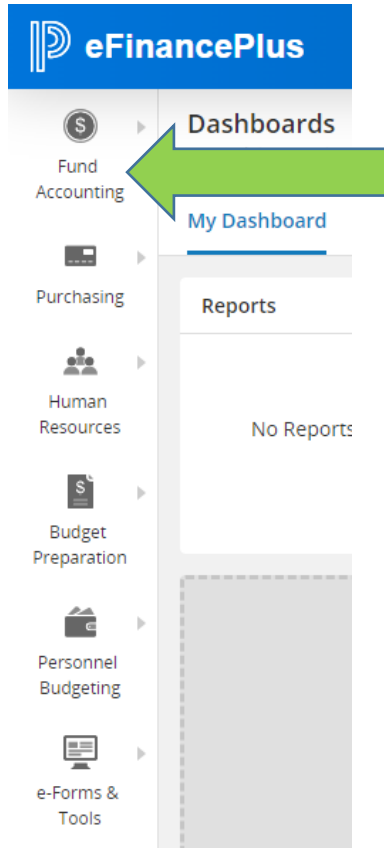 eFinancePlus
Fund
Accounting
Dashboards
My Dashboard
Purchasing
Reports
Human
Resources
No Reports
Budget
Preparation
Personnel
Budgeting
e-Forms &
Tools